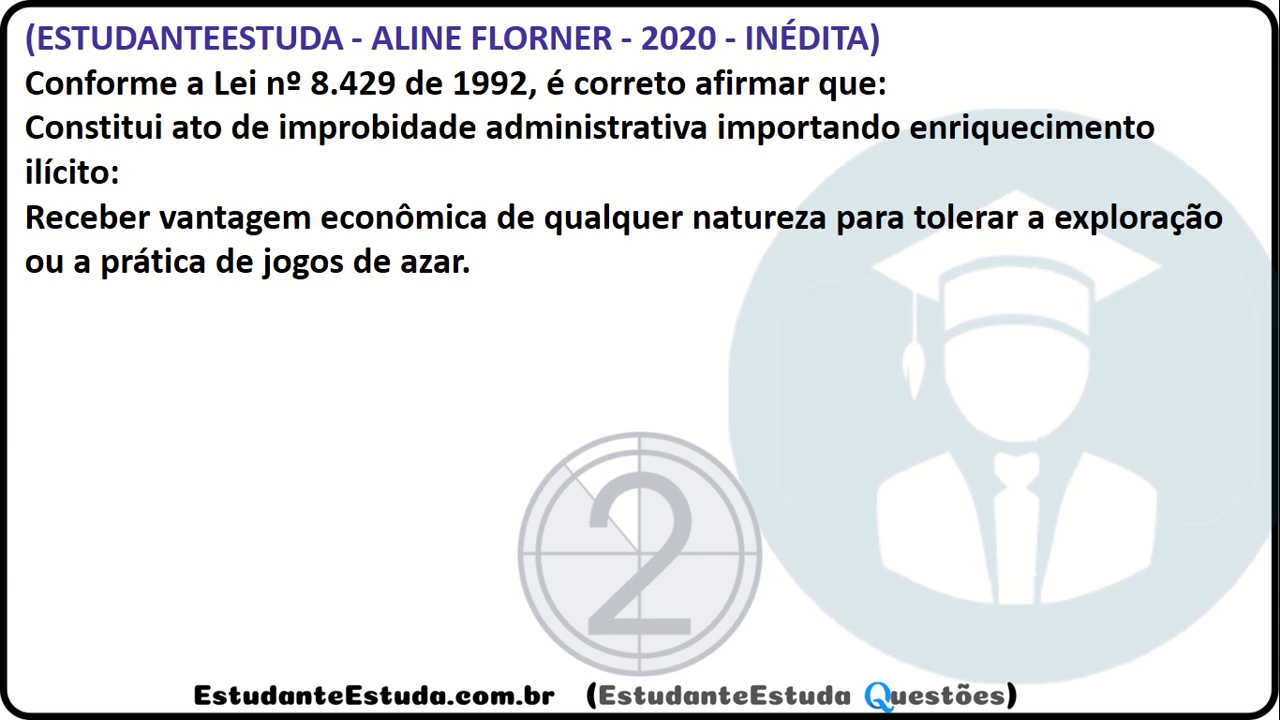 (ESTUDANTEESTUDA - ALINE FLORNER - 2020 - INÉDITA)
Conforme a Lei nº 8.429 de 1992, é correto afirmar que:
Constitui ato de improbidade administrativa importando enriquecimento
ilícito:
Receber vantagem econômica de qualquer natureza para tolerar a exploração
ou a prática de jogos de azar.
2
EstudanteEstuda.com.br (EstudanteEstuda Questões)